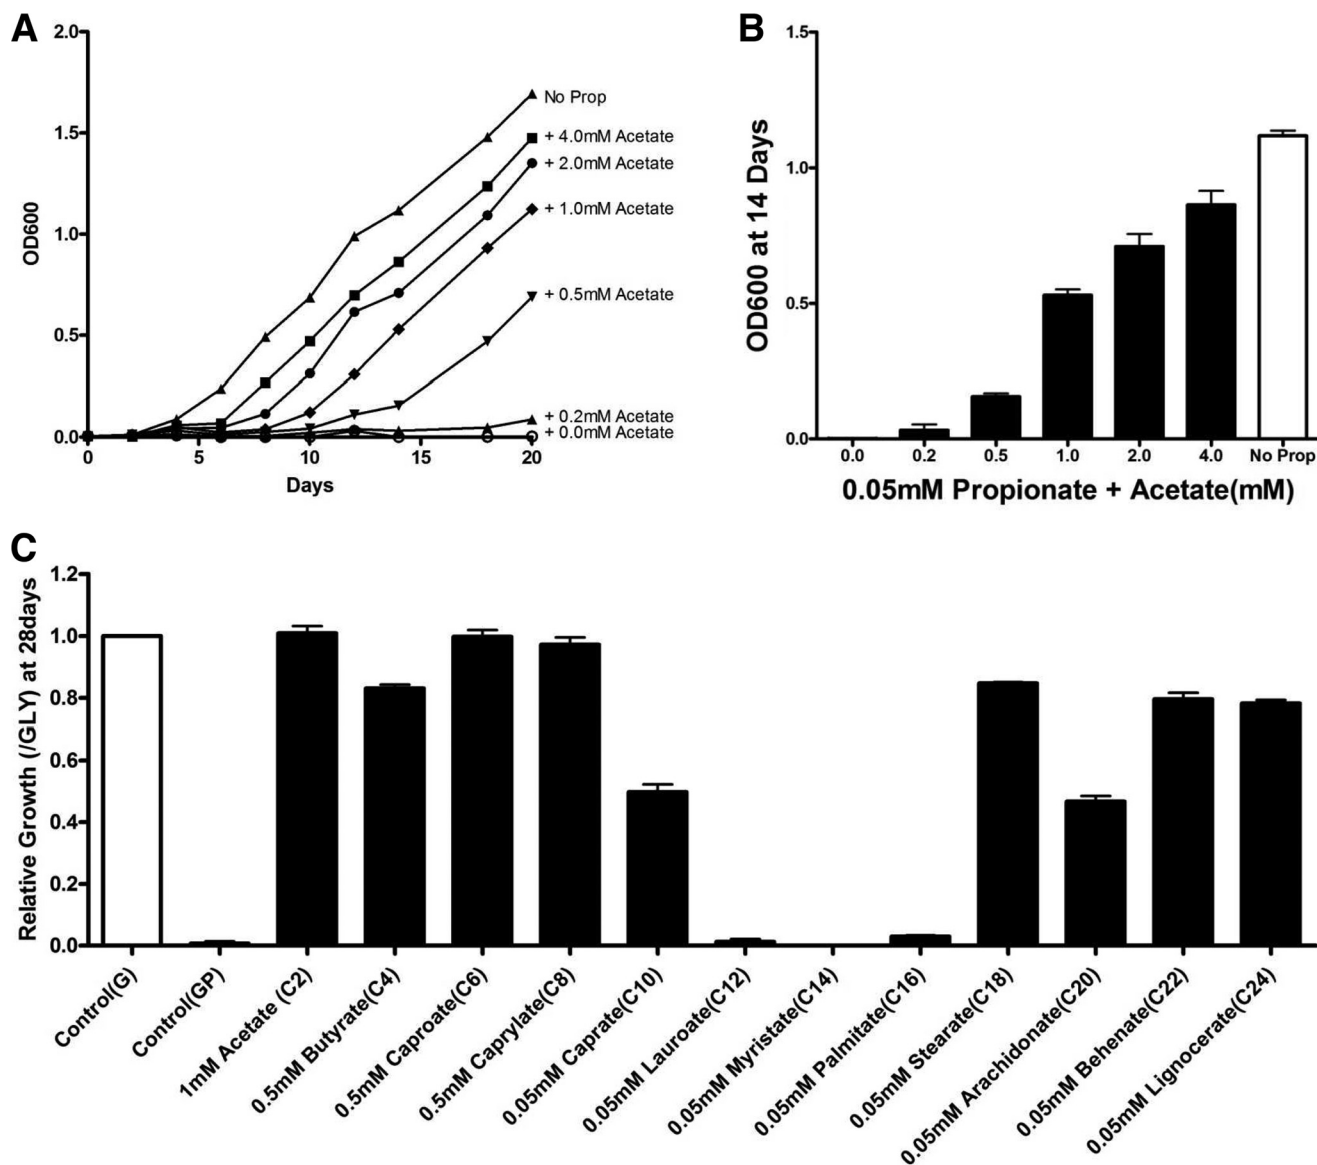 A
2.0
1.5
1.0
0.5
0.0
OD600
0
5
10
15
20
Days
No Prop
+ 4.0mM Acetate
+ 2.0mM Acetate
+ 1.0mM Acetate
+ 0.5mM Acetate
+ 0.2mM Acetate
+ 0.0mM Acetate
B
1.5
1.0
0.5
0.0
OD600 at 14 Days
0.0
0.2
0.5
1.0
2.0
4.0
No Prop
0.05mM Propionate + Acetate(mM)
C
1.2
1.0
0.8
0.6
0.4
0.2
0.0
Relative Growth (/GLY) at 28days
Control(G)
Control(GP)
1mM Acetate (C2)
0.5mM Butyrate(C4)
0.5mM Caproate(C6)
0.5mM Caprylate(C8)
0.05mM Caprate(C10)
0.05mM Lauroate(C12)
0.05mM Myristate(C14)
0.05mM Palmitate(C16)
0.05mM Stearate(C18)
0.05mM Arachidonate(C20)
0.05mM Behenate(C22)
0.05mM Lignocerate(C24)